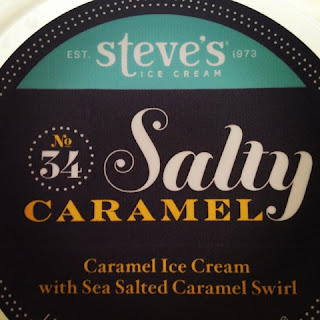 EST. steve's 1973
ICE CREAM
No
34
Salty
CARAMEL
Caramel Ice Cream
with Sea Salted Caramel Swirl